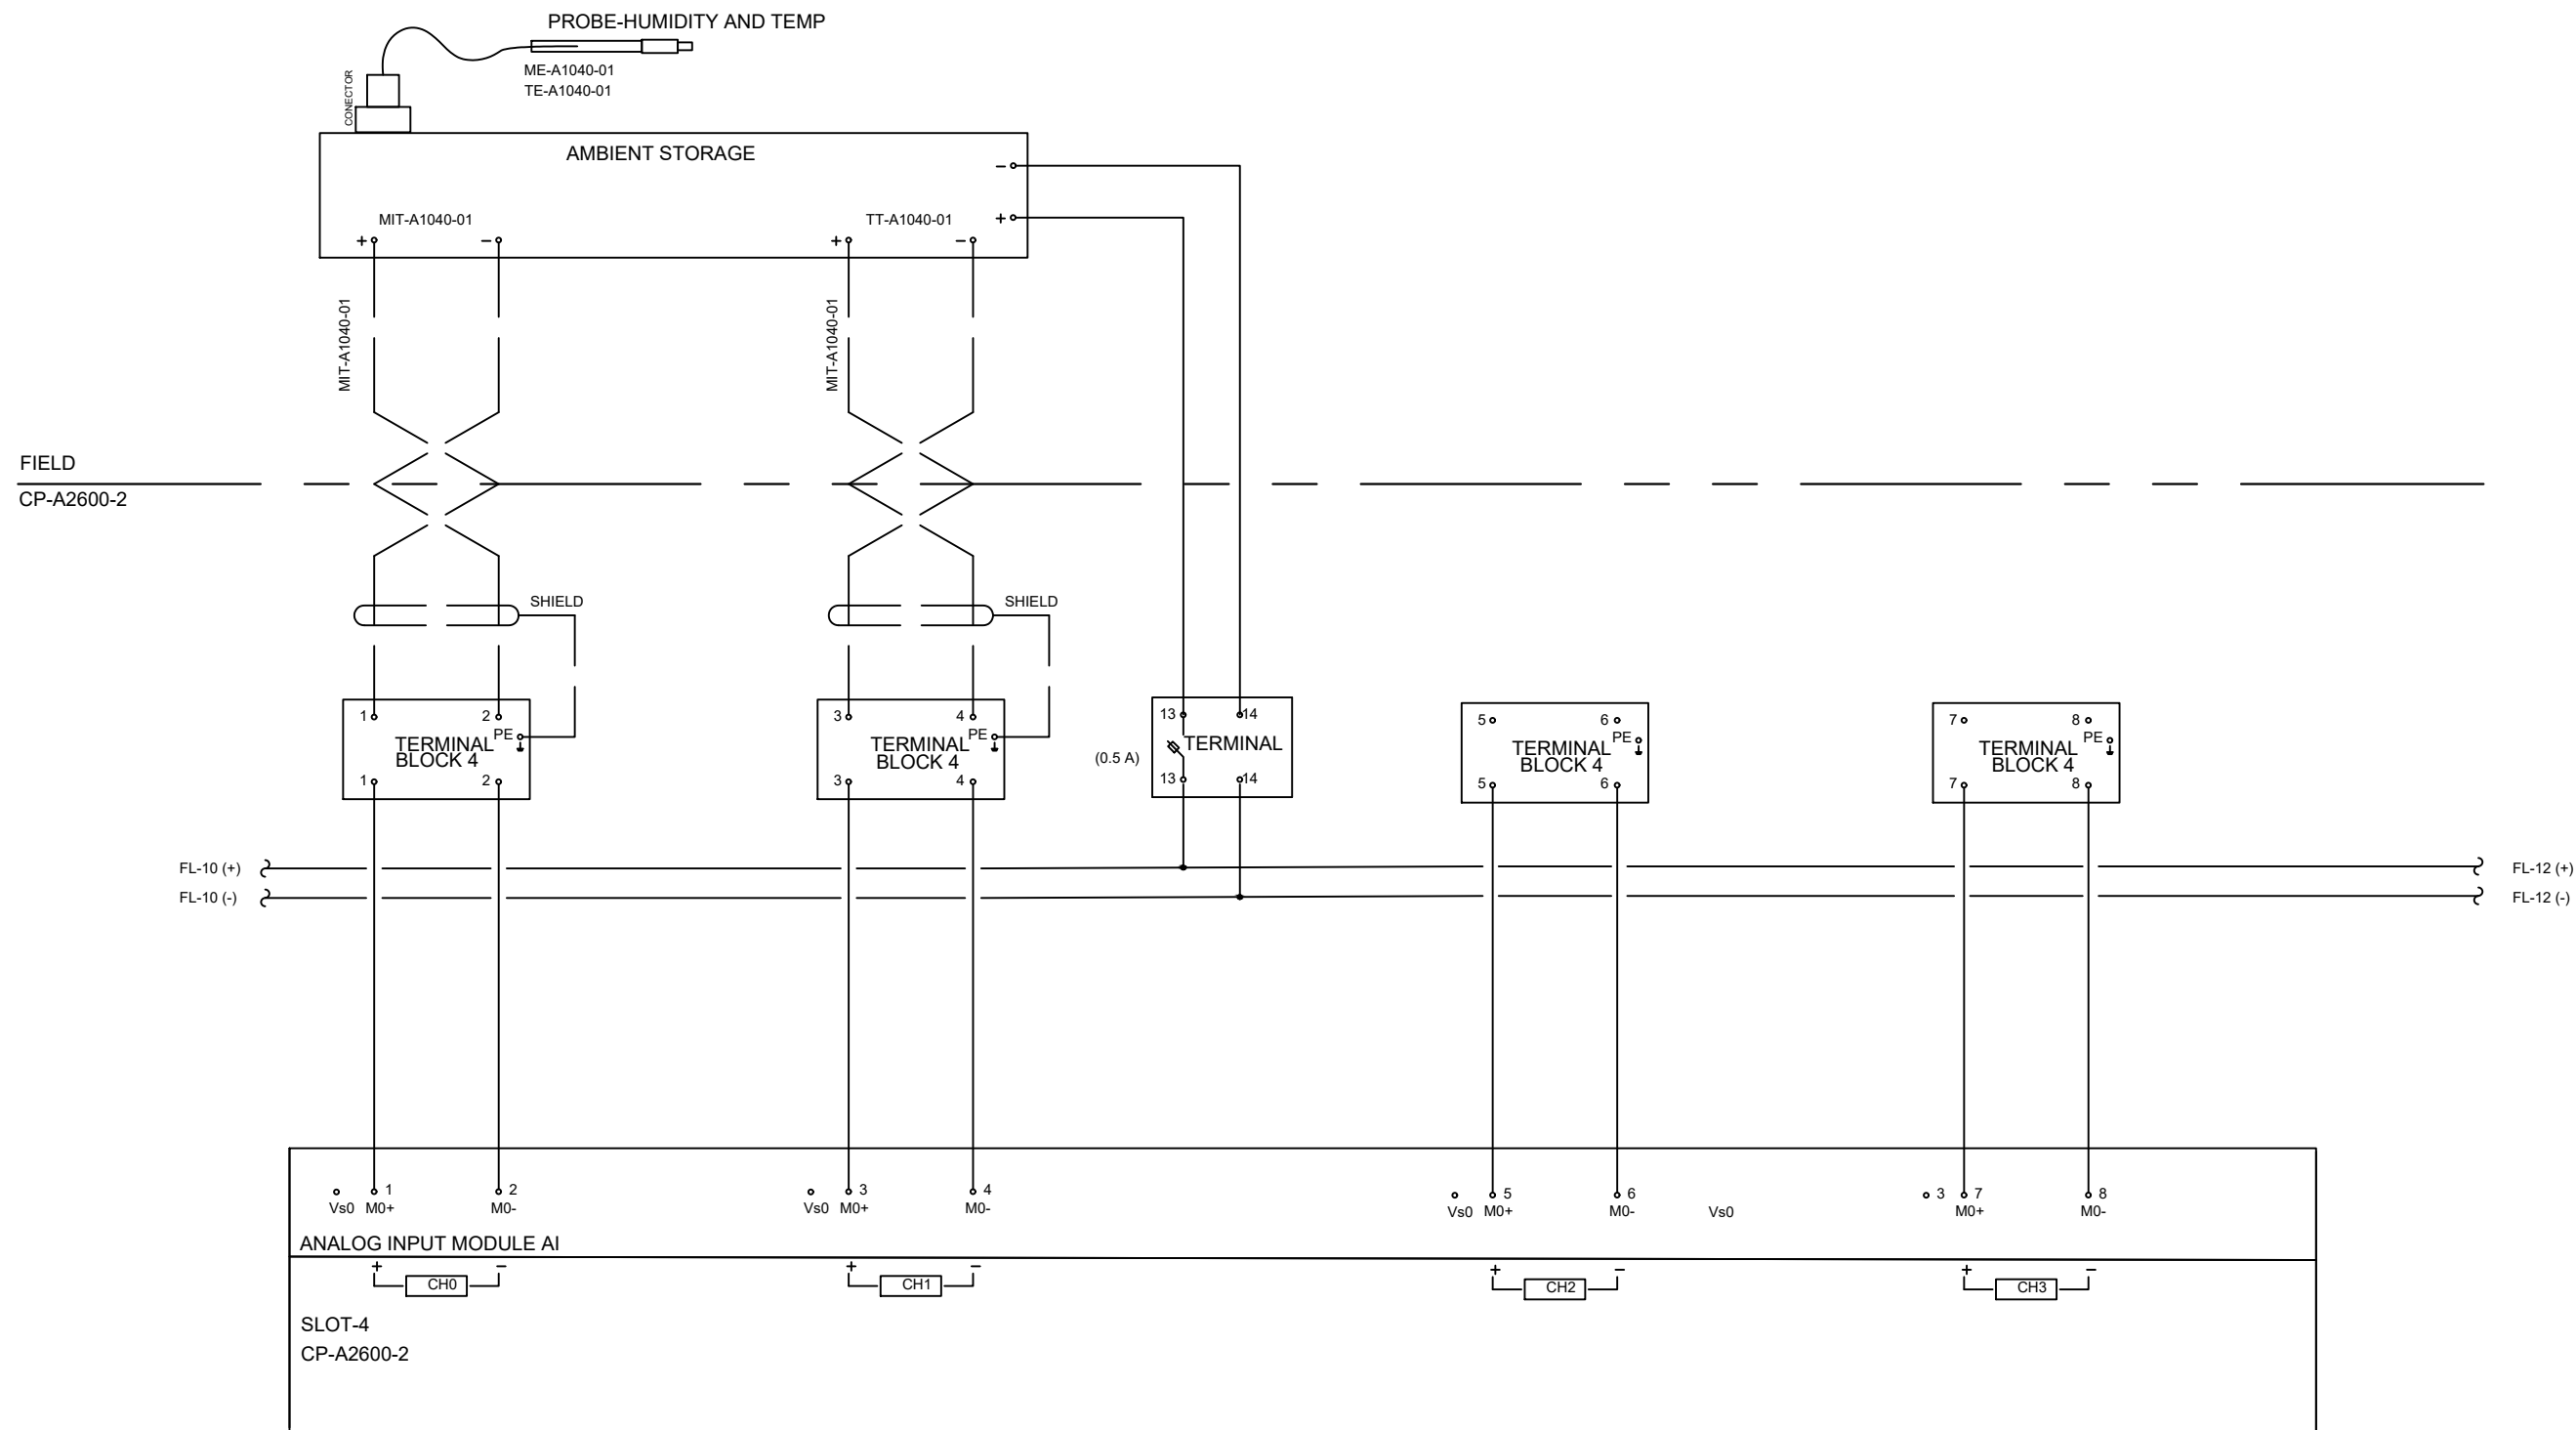 PROBE-HUMIDITY AND TEMP
ME-A1040-01
TE-A1040-01
CONECTOR
AMBIENT STORAGE
−
+
MIT-A1040-01
TT-A1040-01
+ −
+ −
MIT-A1040-01
MIT-A1040-01
FIELD
CP-A2600-2
SHIELD
SHIELD
1 2
PE
TERMINAL
BLOCK 4
1 2
3 4
PE
TERMINAL
BLOCK 4
3 4
13 14
TERMINAL
(0.5 A)
13 14
5 6
PE
TERMINAL
BLOCK 4
5 6
7 8
PE
TERMINAL
BLOCK 4
7 8
FL-10 (+)
FL-12 (+)
FL-10 (-)
FL-12 (-)
1 2
Vs0 M0+ M0-
3 4
Vs0 M0+ M0-
5 6
Vs0 M0+ M0-
3 7 8
Vs0 M0+ M0-
ANALOG INPUT MODULE AI
+ CH0 −
+ CH1 −
+ CH2 −
+ CH3 −
SLOT-4
CP-A2600-2